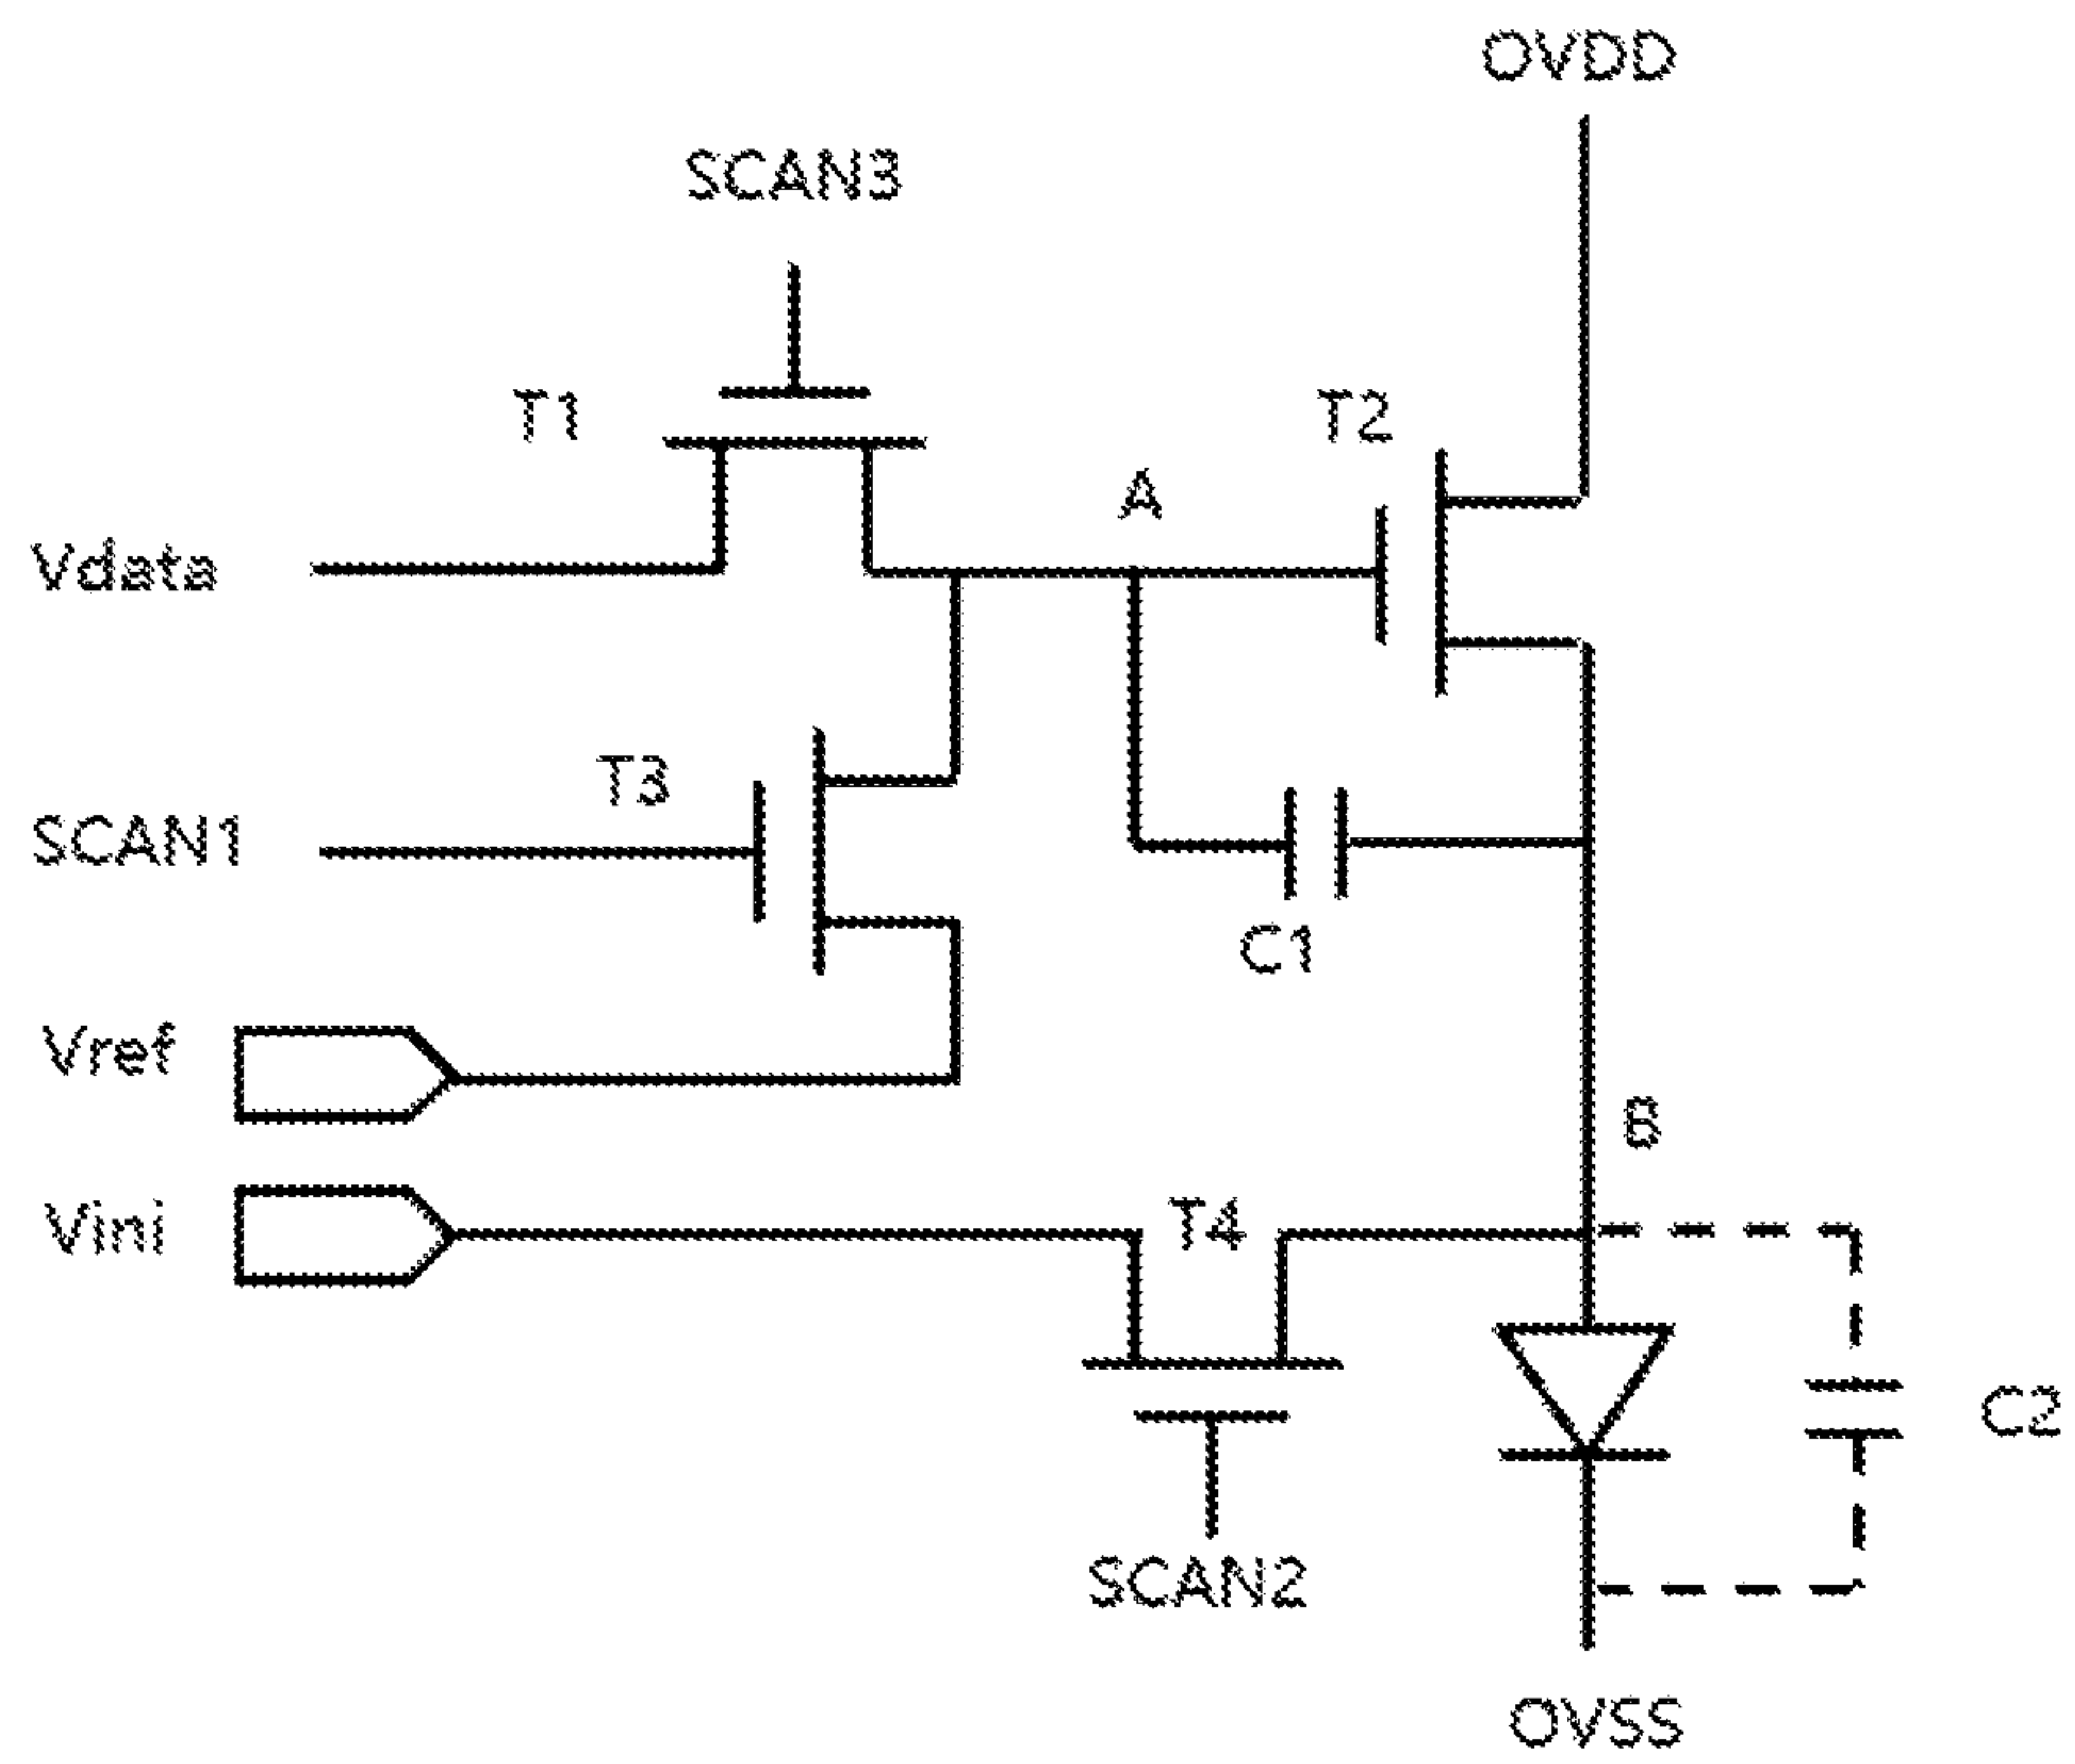 OVDD
SCAN3
T1
T2
A
Vdata
T3
SCAN1
C1
Vref
B
Vini
T4
C2
SCAN2
OVSS